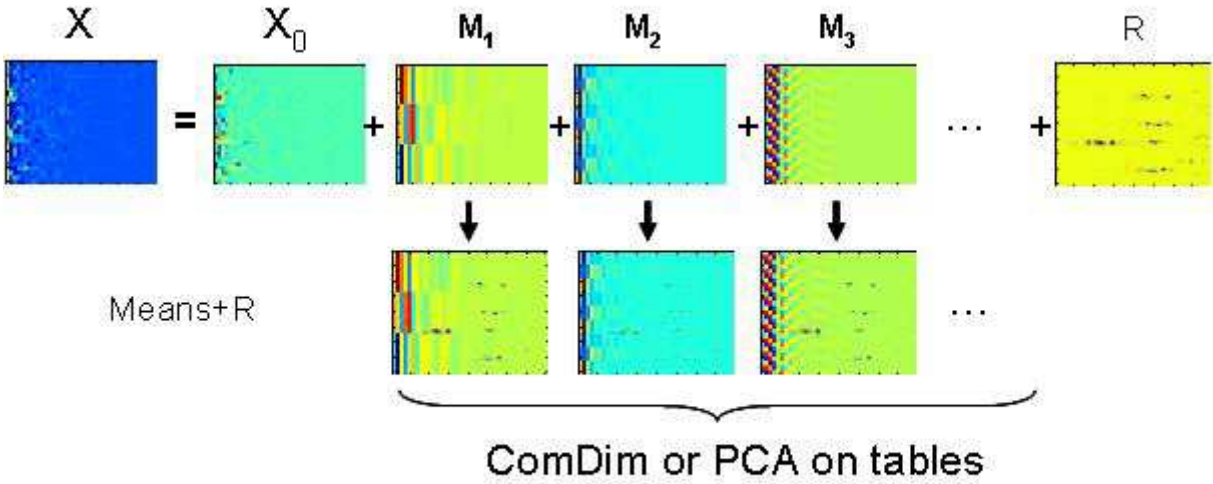 X X₀ M₁ M₂ M₃ R
= + + + ... +
Means+R ...
ComDim or PCA on tables